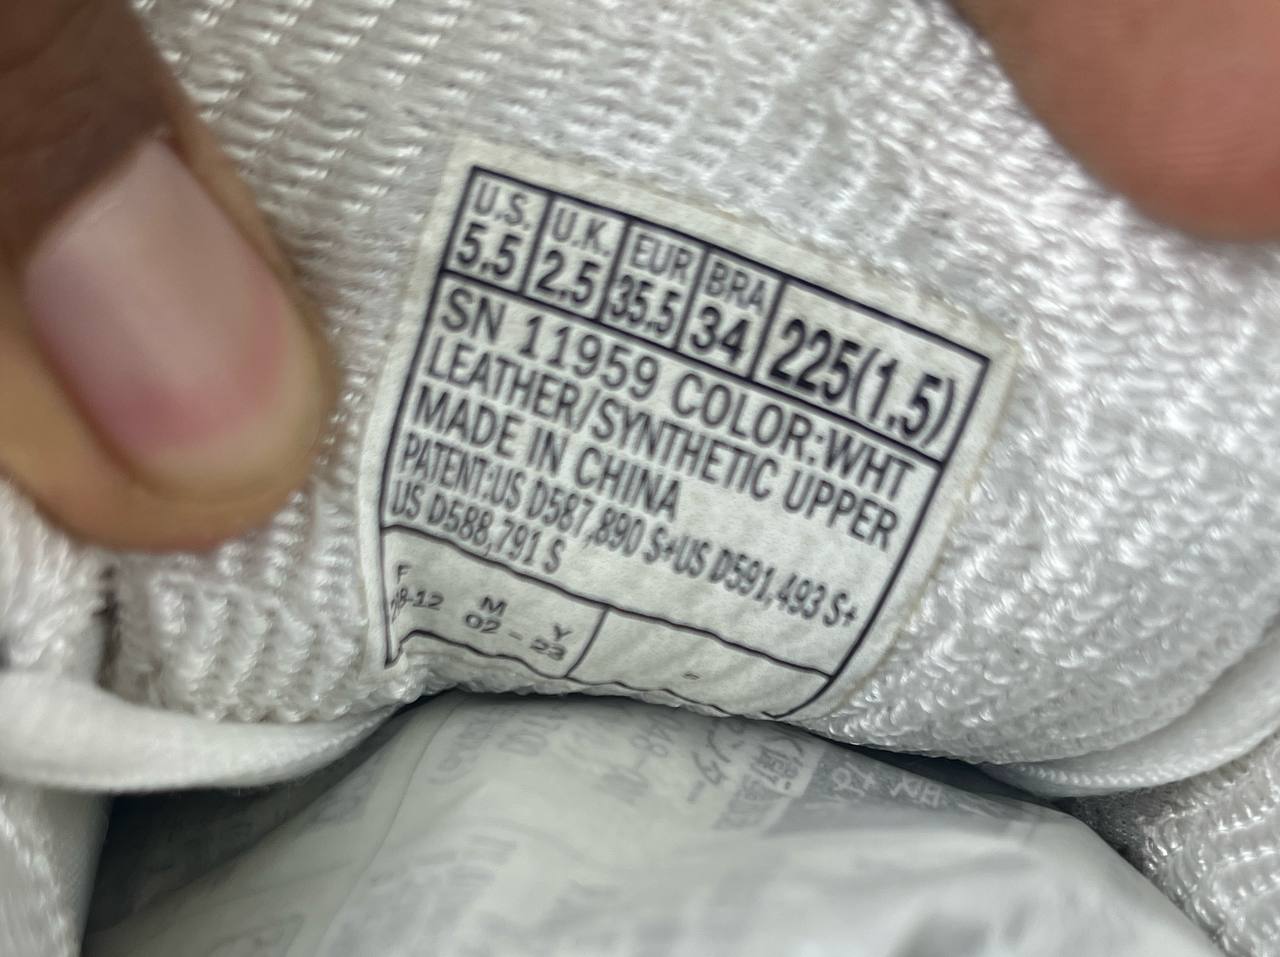 U.S. U.K. EUR BRA 225(1.5)
5.5 2.5 35.5 34
SN 11959 COLOR:WHT
LEATHER/SYNTHETIC UPPER
MADE IN CHINA
PATENT:US D587,890 S+US D591,493 S+
US D588,791 S
F M Y
02 - 23
-